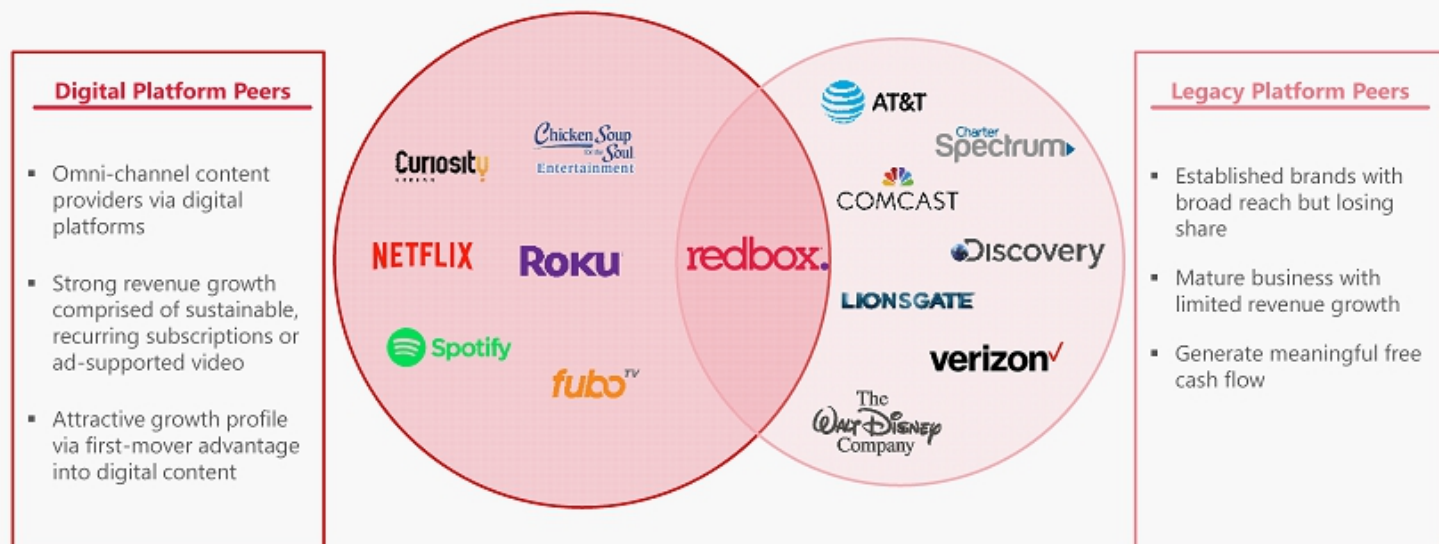 Digital Platform Peers
▪ Omni-channel content
providers via digital
platforms
▪ Strong revenue growth
comprised of sustainable,
recurring subscriptions or
ad-supported video
▪ Attractive growth profile
via first-mover advantage
into digital content
Curiosity
Chicken Soup
for the Soul
Entertainment
NETFLIX
ROKU
Spotify
fubo TV
redbox.
AT&T
Charter
Spectrum
COMCAST
Discovery
LIONSGATE
verizon✓
The
WALT DISNEY
Company
Legacy Platform Peers
▪ Established brands with
broad reach but losing
share
▪ Mature business with
limited revenue growth
▪ Generate meaningful free
cash flow